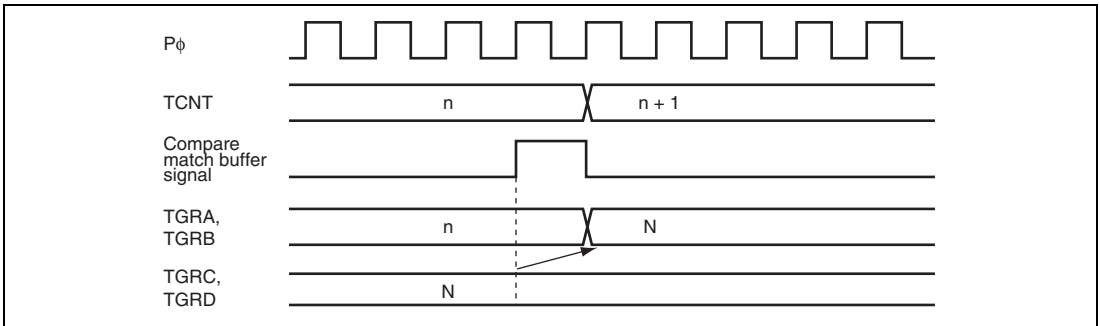 Pϕ
TCNT
n
n + 1
Compare
match buffer
signal
TGRA,
TGRB
n
N
TGRC,
TGRD
N